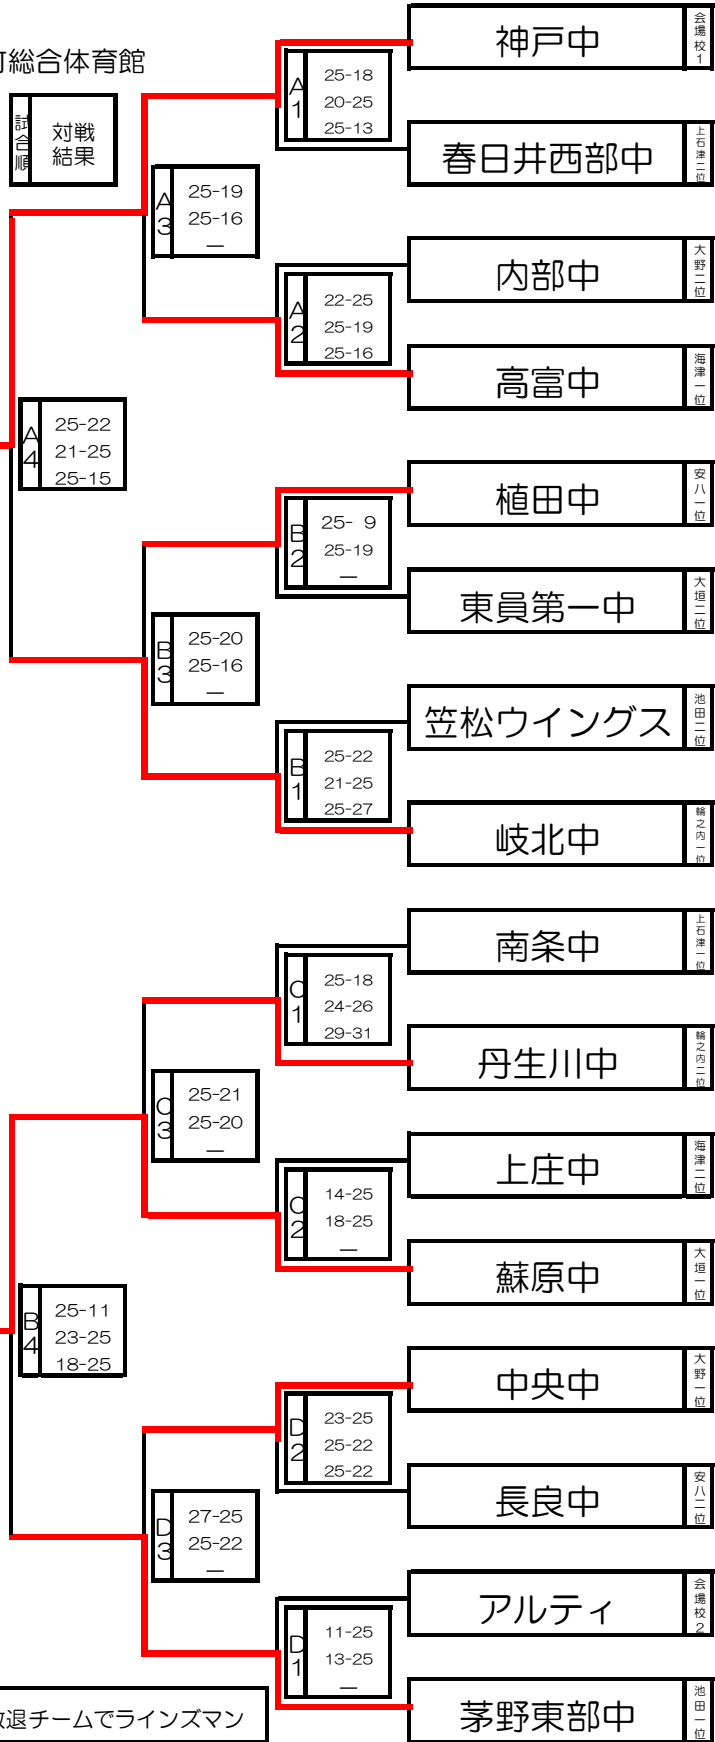 町総合体育館
試合順
対戦
結果
神戸中 会場校1
A1
25-18
20-25
25-13
春日井西部中 上石津二位
A3
25-19
25-16
―
内部中 大野二位
A2
22-25
25-19
25-16
高富中 海津一位
A4
25-22
21-25
25-15
植田中 安八一位
B2
25- 9
25-19
―
東員第一中 大垣二位
B3
25-20
25-16
―
笠松ウイングス 池田二位
B1
25-22
21-25
25-27
岐北中 輪之内一位
南条中 上石津一位
C1
25-18
24-26
29-31
丹生川中 輪之内二位
C3
25-21
25-20
―
上庄中 海津二位
C2
14-25
18-25
―
蘇原中 大垣一位
B4
25-11
23-25
18-25
中央中 大野一位
D2
23-25
25-22
25-22
長良中 安八二位
D3
27-25
25-22
―
アルティ 会場校2
D1
11-25
13-25
―
茅野東部中 池田一位
敗退チームでラインズマン